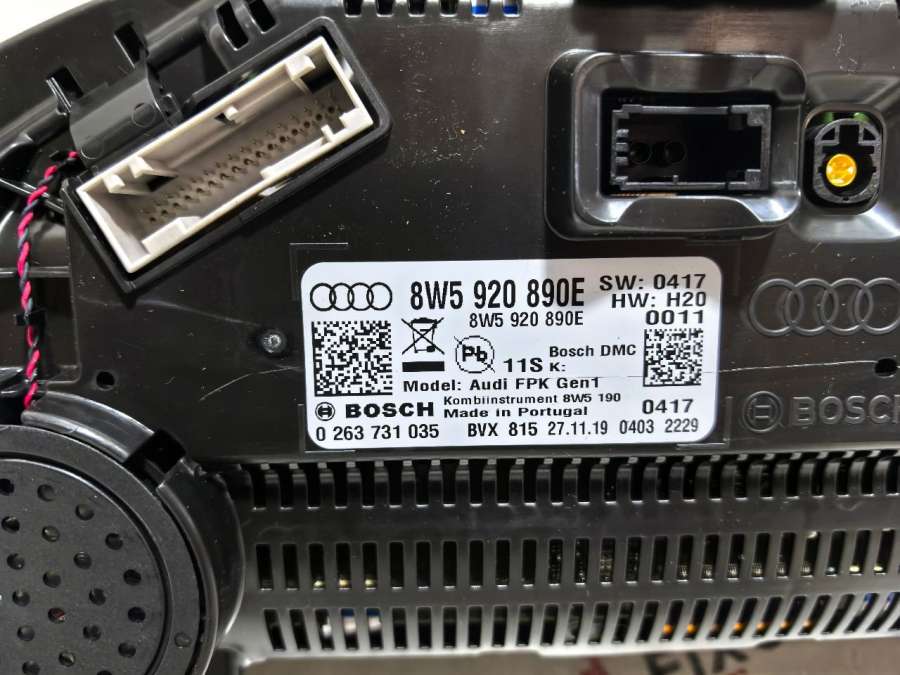 8W5 920 890E
SW: 0417
HW: H20
8W5 920 890E
0011
Pb
11S
Bosch DMC
K:
Model: Audi FPK Gen1
Kombiinstrument 8W5 190
BOSCH
Made in Portugal
0417
0 263 731 035
BVX 815
27.11.19
0403
2229
BOSCH